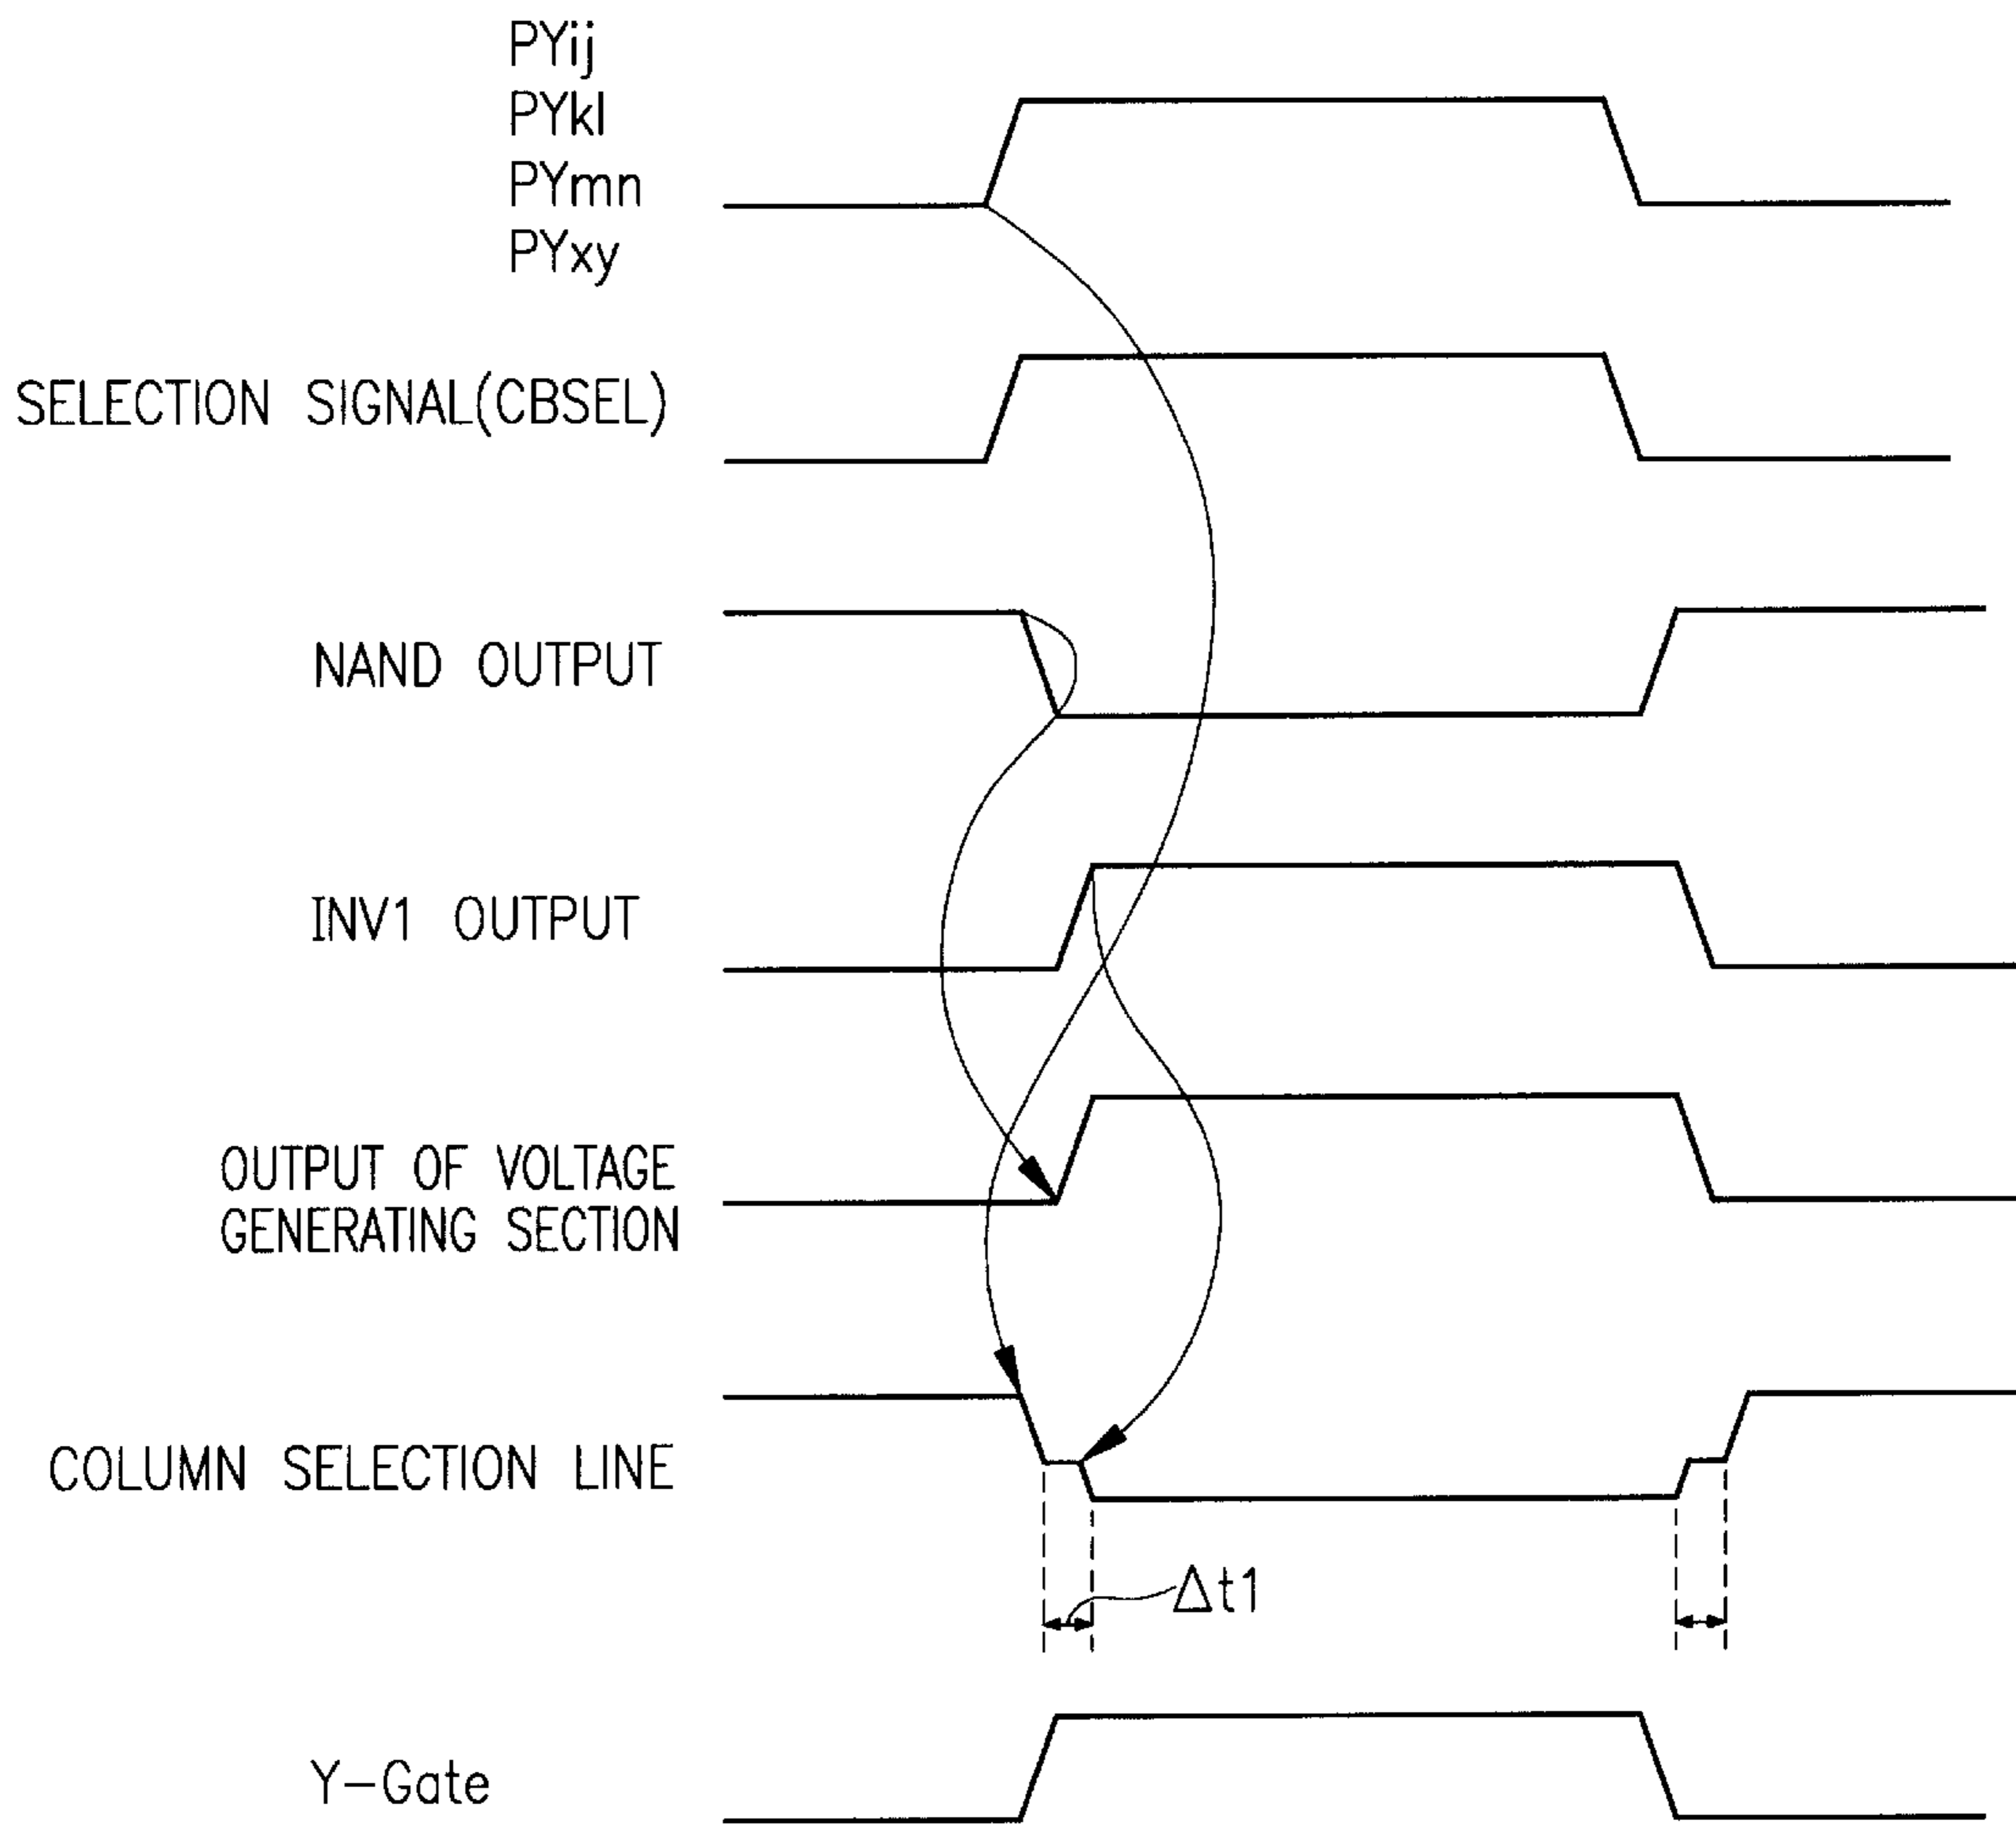 PYij
PYkl
PYmn
PYxy
SELECTION SIGNAL(CBSEL)
NAND OUTPUT
INV1 OUTPUT
OUTPUT OF VOLTAGE
GENERATING SECTION
COLUMN SELECTION LINE
Δt1
Y-Gate